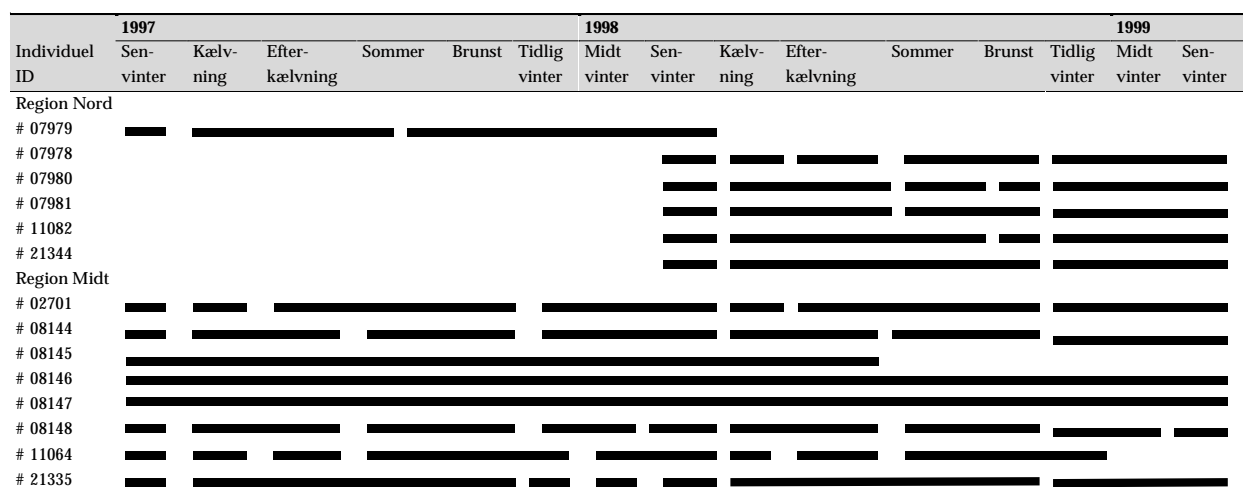 1997 1998 1999
Individuel Sen- Kælv- Efter- Sommer Brunst Tidlig Midt Sen- Kælv- Efter- Sommer Brunst Tidlig Midt Sen-
ID vinter ning kælvning vinter vinter vinter ning kælvning vinter vinter vinter
Region Nord
# 07979
# 07978
# 07980
# 07981
# 11082
# 21344
Region Midt
# 02701
# 08144
# 08145
# 08146
# 08147
# 08148
# 11064
# 21335